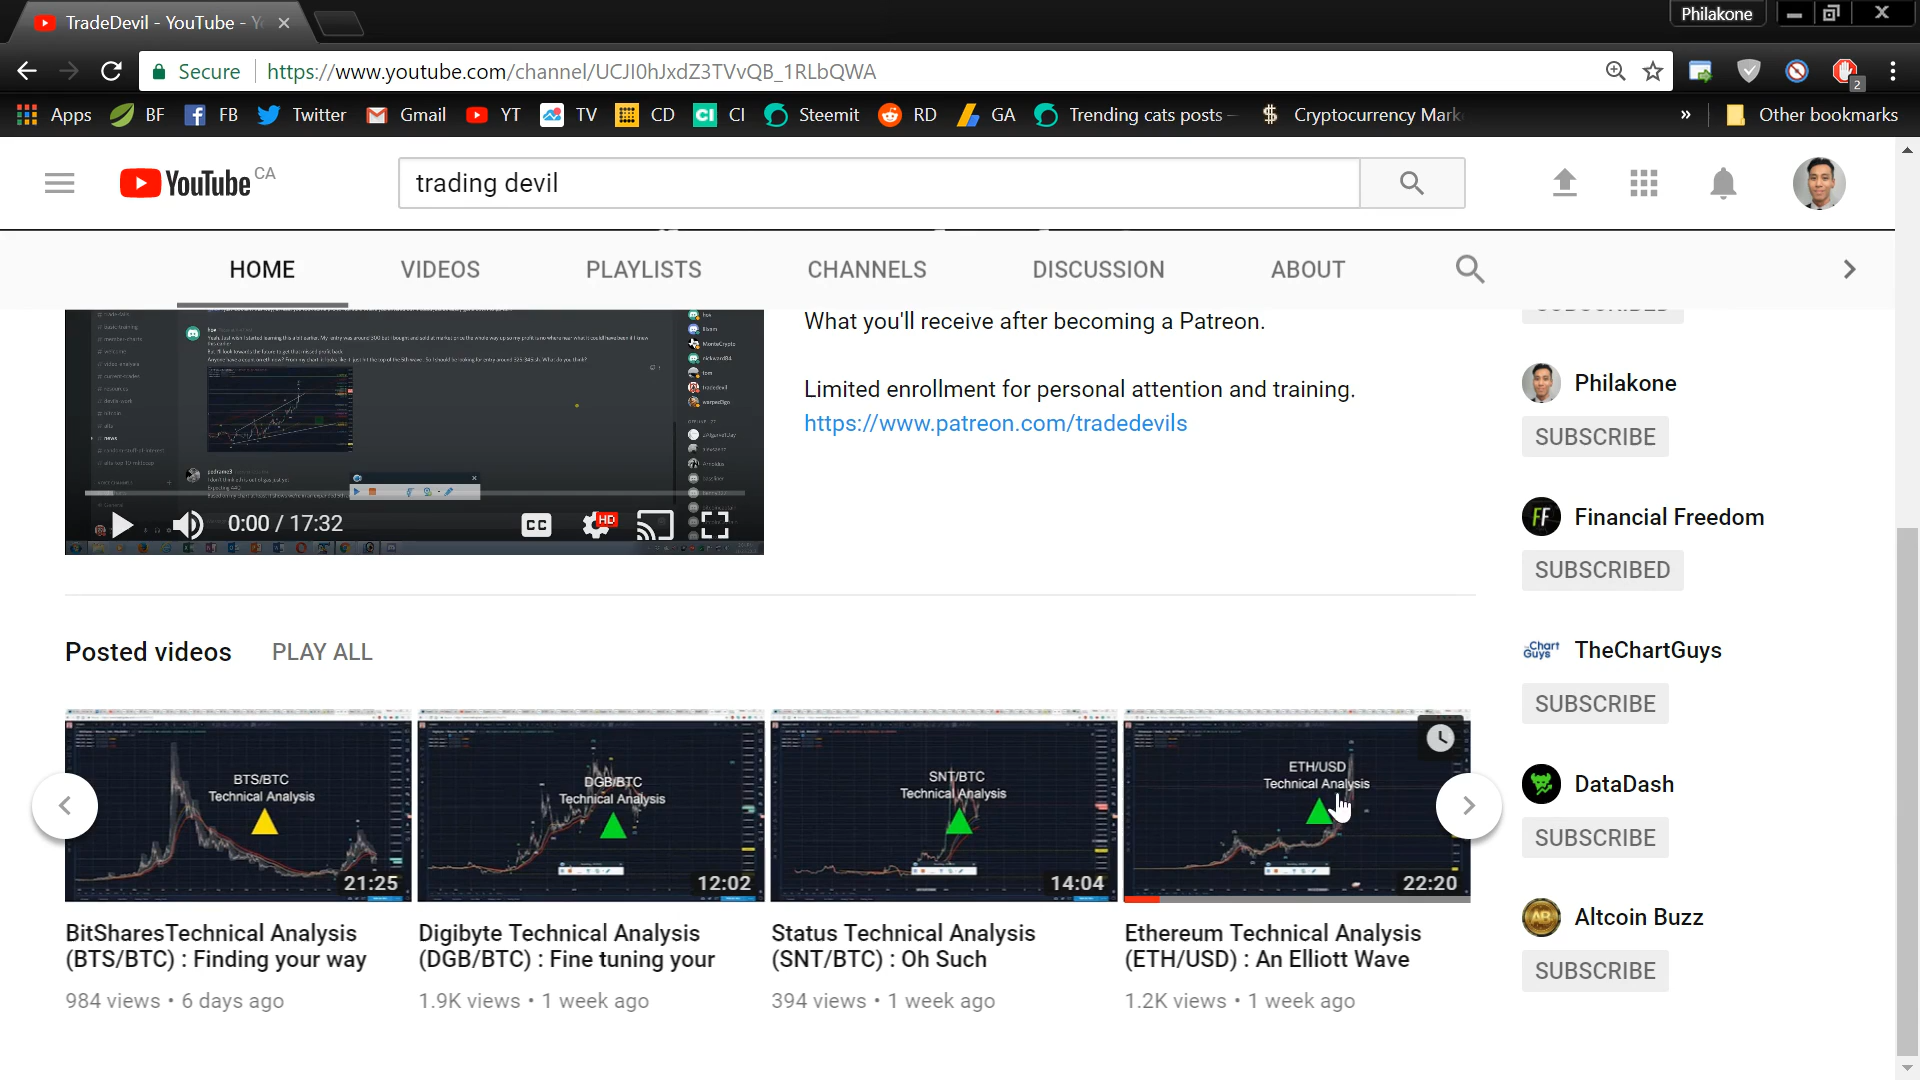 TradeDevil - YouTube - Y
Philakone
Secure
https://www.youtube.com/channel/UCJI0hJxdZ3TVvQB_1RLbQWA
2
Apps
BF
FB
Twitter
Gmail
YT
TV
CD
CI
Steemit
RD
GA
Trending cats posts –
Cryptocurrency Mark
»
Other bookmarks
YouTube CA
trading devil
HOME
VIDEOS
PLAYLISTS
CHANNELS
DISCUSSION
ABOUT
What you'll receive after becoming a Patreon.
Limited enrollment for personal attention and training.
https://www.patreon.com/tradedevils
0:00 / 17:32
CC
HD
Philakone
SUBSCRIBE
FF
Financial Freedom
SUBSCRIBED
Chart
Guys
TheChartGuys
SUBSCRIBE
DataDash
SUBSCRIBE
AB
Altcoin Buzz
SUBSCRIBE
Posted videos
PLAY ALL
BTS/BTC
Technical Analysis
21:25
DGB/BTC
Technical Analysis
12:02
SNT/BTC
Technical Analysis
14:04
ETH/USD
Technical Analysis
22:20
BitSharesTechnical Analysis
(BTS/BTC) : Finding your way
984 views • 6 days ago
Digibyte Technical Analysis
(DGB/BTC) : Fine tuning your
1.9K views • 1 week ago
Status Technical Analysis
(SNT/BTC) : Oh Such
394 views • 1 week ago
Ethereum Technical Analysis
(ETH/USD) : An Elliott Wave
1.2K views • 1 week ago